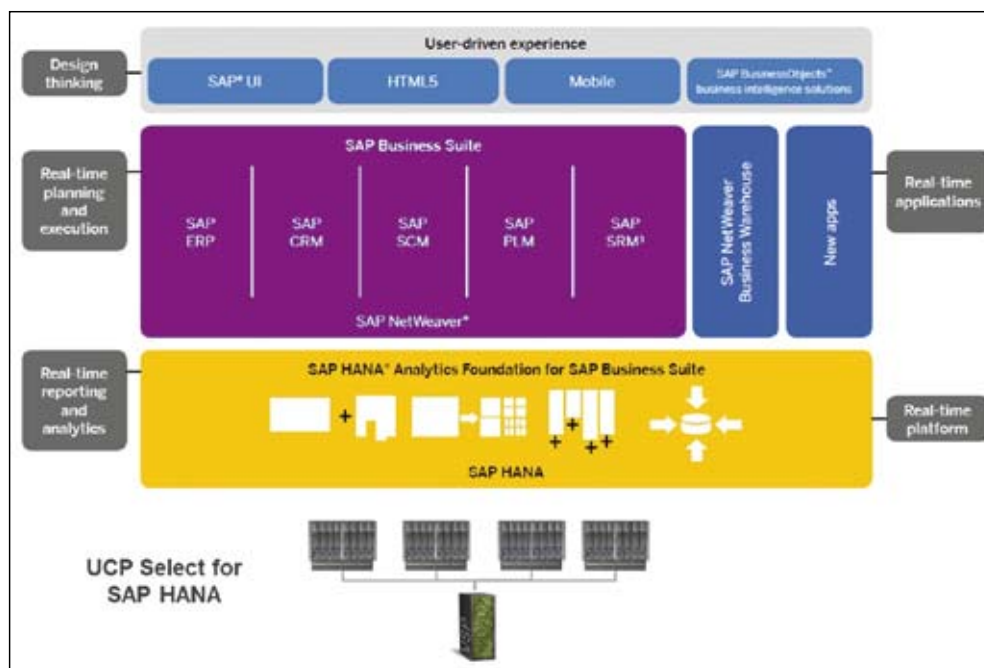 User-driven experience
Design
thinking
SAP® UI
HTML5
Mobile
SAP BusinessObjects™
business intelligence solutions
SAP Business Suite
Real-time
planning
and
execution
SAP
ERP
SAP
CRM
SAP
SCM
SAP
PLM
SAP
SRM
SAP NetWeaver
SAP NetWeaver
Business Warehouse
New apps
Real-time
applications
Real-time
reporting
and
analytics
SAP HANA® Analytics Foundation for SAP Business Suite
+
+
+
+
+
+
SAP HANA
Real-time
platform
UCP Select for
SAP HANA
VSP